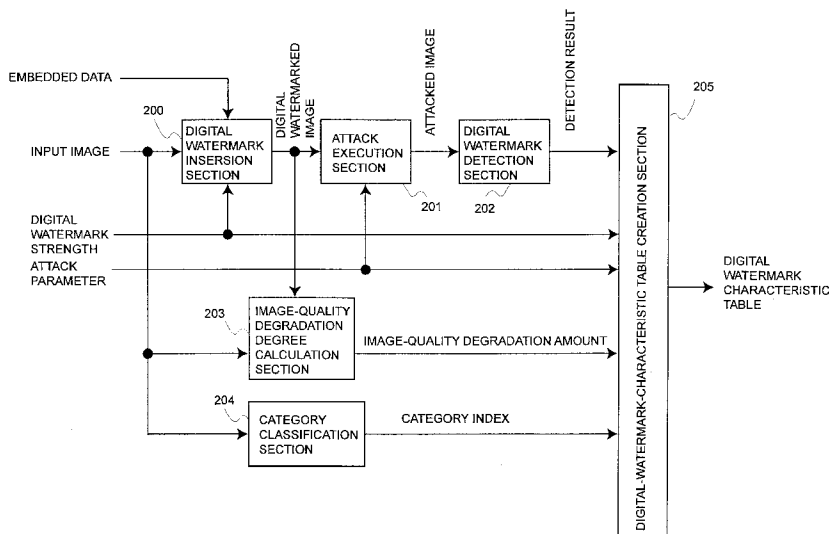 EMBEDDED DATA
200
DIGITAL
WATERMARK
INSERSION
SECTION
DIGITAL
WATERMARKED
IMAGE
ATTACK
EXECUTION
SECTION
201
ATTACKED IMAGE
DIGITAL
WATERMARK
DETECTION
SECTION
202
DETECTION RESULT
205
INPUT IMAGE
DIGITAL
WATERMARK
STRENGTH
ATTACK
PARAMETER
203
IMAGE-QUALITY
DEGRADATION
DEGREE
CALCULATION
SECTION
IMAGE-QUALITY DEGRADATION AMOUNT
204
CATEGORY
CLASSIFICATION
SECTION
CATEGORY INDEX
DIGITAL-WATERMARK-CHARACTERISTIC TABLE CREATION SECTION
DIGITAL
WATERMARK
CHARACTERISTIC
TABLE